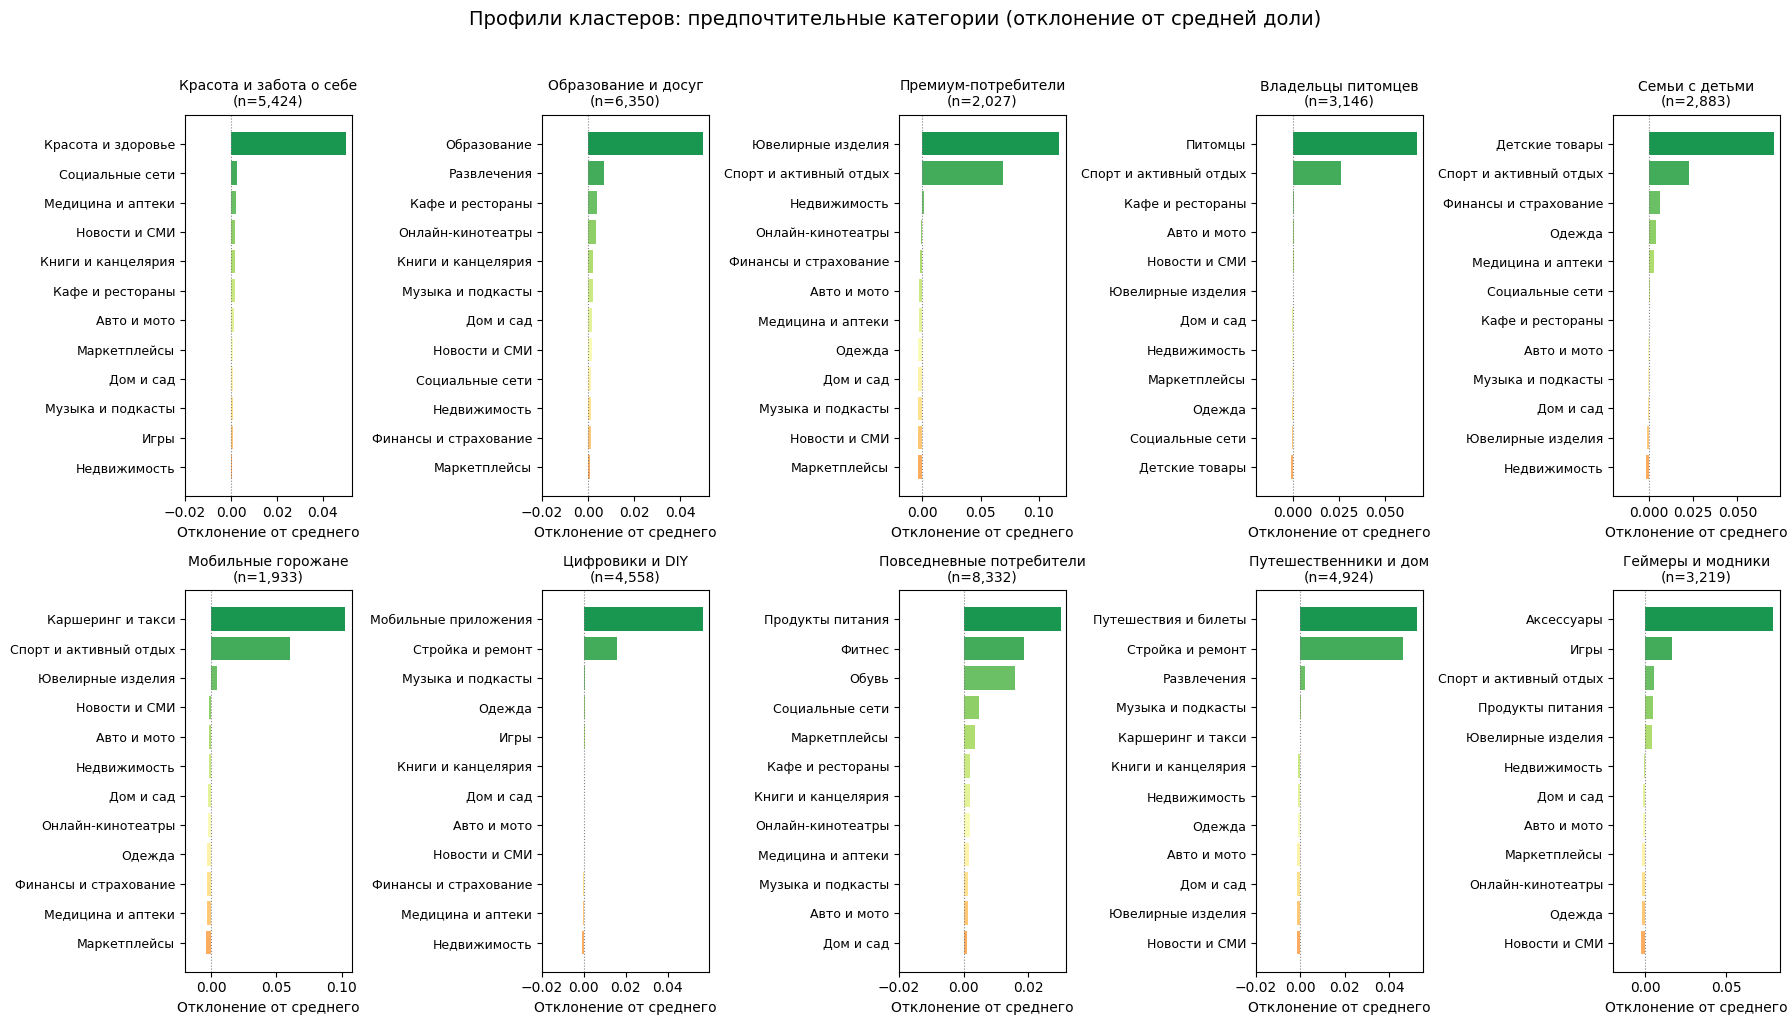 Профили кластеров: предпочтительные категории (отклонение от средней доли)
Красота и забота о себе
(n=5,424)
Красота и здоровье
Социальные сети
Медицина и аптеки
Новости и СМИ
Книги и канцелярия
Кафе и рестораны
Авто и мото
Маркетплейсы
Дом и сад
Музыка и подкасты
Игры
Недвижимость
−0.02 0.00 0.02 0.04
Отклонение от среднего
Образование и досуг
(n=6,350)
Образование
Развлечения
Кафе и рестораны
Онлайн-кинотеатры
Книги и канцелярия
Музыка и подкасты
Дом и сад
Новости и СМИ
Социальные сети
Недвижимость
Финансы и страхование
Маркетплейсы
−0.02 0.00 0.02 0.04
Отклонение от среднего
Премиум-потребители
(n=2,027)
Ювелирные изделия
Спорт и активный отдых
Недвижимость
Онлайн-кинотеатры
Финансы и страхование
Авто и мото
Медицина и аптеки
Одежда
Дом и сад
Музыка и подкасты
Новости и СМИ
Маркетплейсы
0.00 0.05 0.10
Отклонение от среднего
Владельцы питомцев
(n=3,146)
Питомцы
Спорт и активный отдых
Кафе и рестораны
Авто и мото
Новости и СМИ
Ювелирные изделия
Дом и сад
Недвижимость
Маркетплейсы
Одежда
Социальные сети
Детские товары
0.000 0.025 0.050
Отклонение от среднего
Семьи с детьми
(n=2,883)
Детские товары
Спорт и активный отдых
Финансы и страхование
Одежда
Медицина и аптеки
Социальные сети
Кафе и рестораны
Авто и мото
Музыка и подкасты
Дом и сад
Ювелирные изделия
Недвижимость
0.000 0.025 0.050
Отклонение от среднего
Мобильные горожане
(n=1,933)
Каршеринг и такси
Спорт и активный отдых
Ювелирные изделия
Новости и СМИ
Авто и мото
Недвижимость
Дом и сад
Онлайн-кинотеатры
Одежда
Финансы и страхование
Медицина и аптеки
Маркетплейсы
0.00 0.05 0.10
Отклонение от среднего
Цифровики и DIY
(n=4,558)
Мобильные приложения
Стройка и ремонт
Музыка и подкасты
Одежда
Игры
Книги и канцелярия
Дом и сад
Авто и мото
Новости и СМИ
Финансы и страхование
Медицина и аптеки
Недвижимость
−0.02 0.00 0.02 0.04
Отклонение от среднего
Повседневные потребители
(n=8,332)
Продукты питания
Фитнес
Обувь
Социальные сети
Маркетплейсы
Кафе и рестораны
Книги и канцелярия
Онлайн-кинотеатры
Медицина и аптеки
Музыка и подкасты
Авто и мото
Дом и сад
−0.02 0.00 0.02
Отклонение от среднего
Путешественники и дом
(n=4,924)
Путешествия и билеты
Стройка и ремонт
Развлечения
Музыка и подкасты
Каршеринг и такси
Книги и канцелярия
Недвижимость
Одежда
Авто и мото
Дом и сад
Ювелирные изделия
Новости и СМИ
−0.02 0.00 0.02 0.04
Отклонение от среднего
Геймеры и модники
(n=3,219)
Аксессуары
Игры
Спорт и активный отдых
Продукты питания
Ювелирные изделия
Недвижимость
Дом и сад
Авто и мото
Маркетплейсы
Онлайн-кинотеатры
Одежда
Новости и СМИ
0.00 0.05
Отклонение от среднего